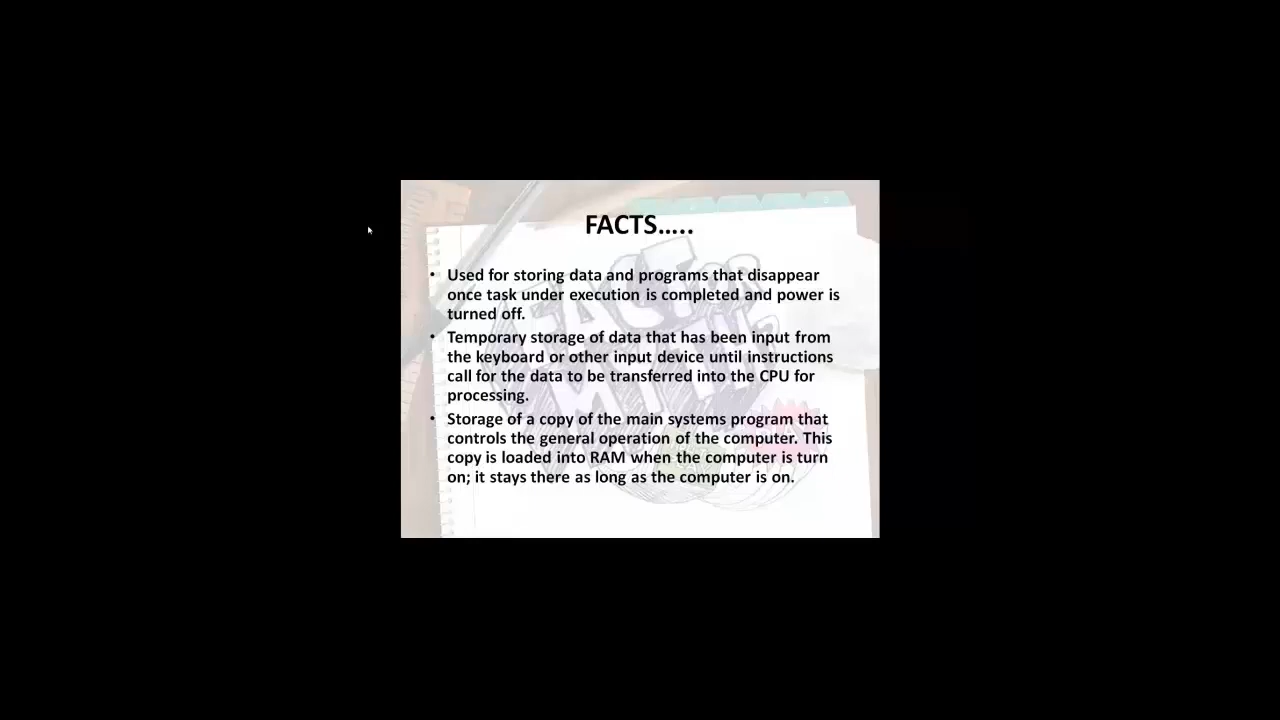 FACTS.....
• Used for storing data and programs that disappear
once task under execution is completed and power is
turned off.
• Temporary storage of data that has been input from
the keyboard or other input device until instructions
call for the data to be transferred into the CPU for
processing.
• Storage of a copy of the main systems program that
controls the general operation of the computer. This
copy is loaded into RAM when the computer is turn
on; it stays there as long as the computer is on.
FACT OR
MYTH?